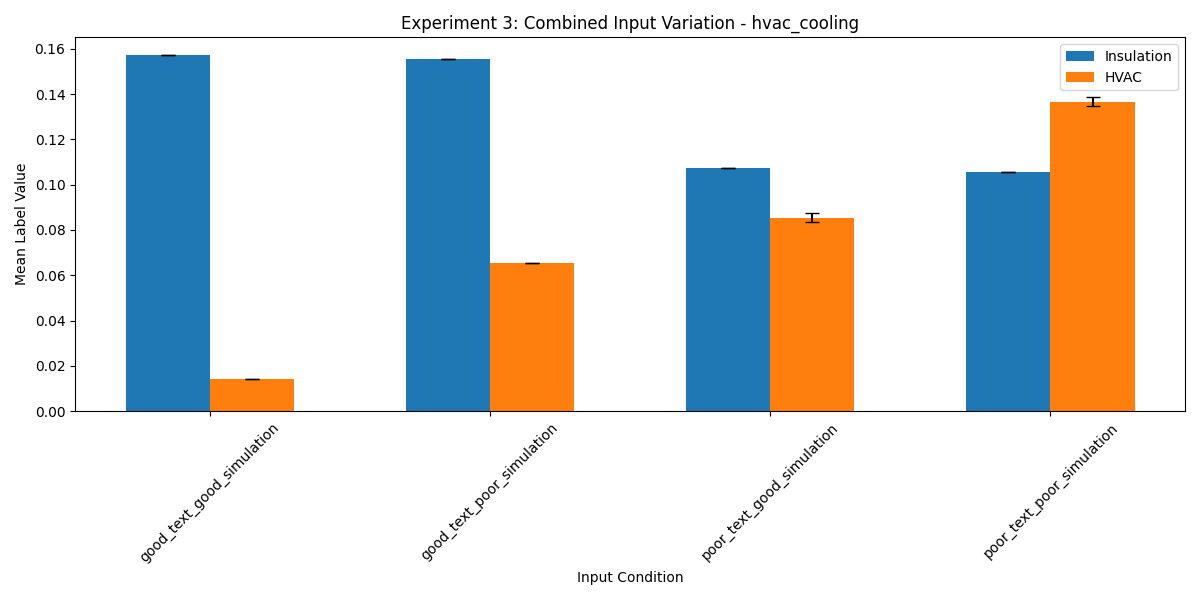 Experiment 3: Combined Input Variation - hvac_cooling
Insulation
HVAC
Mean Label Value
0.16
0.14
0.12
0.10
0.08
0.06
0.04
0.02
0.00
good_text_good_simulation
good_text_poor_simulation
poor_text_good_simulation
poor_text_poor_simulation
Input Condition